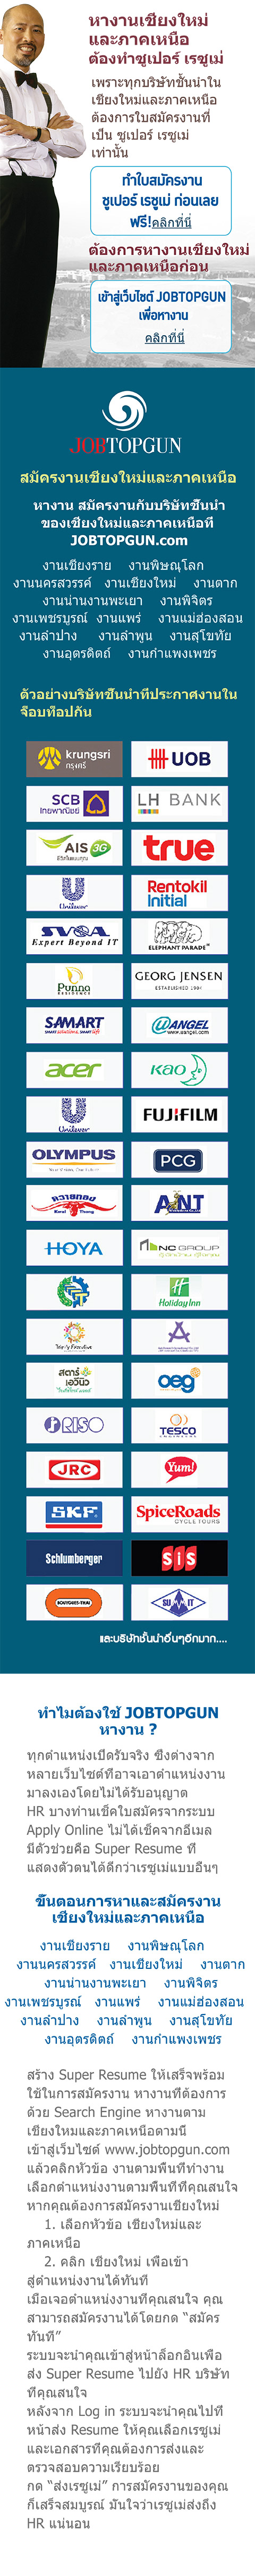 หางานเชียงใหม่
และภาคเหนือ
ต้องทำซูเปอร์ เรซูเม่
เพราะทุกบริษัทชั้นนำใน
เชียงใหม่และภาคเหนือ
ต้องการใบสมัครงานที่
เป็น ซูเปอร์ เรซูเม่
เท่านั้น
ทำใบสมัครงาน
ซูเปอร์ เรซูเม่ ก่อนเลย
ฟรี!คลิกที่นี่
ต้องการหางานเชียงใหม่
และภาคเหนือก่อน
เข้าสู่เว็บไซต์ JOBTOPGUN
เพื่อหางาน
คลิกที่นี่
JOBTOPGUN
สมัครงานเชียงใหม่และภาคเหนือ
หางาน สมัครงานกับบริษัทชั้นนำ
ของเชียงใหม่และภาคเหนือที่
JOBTOPGUN.com
งานเชียงราย งานพิษณุโลก
งานนครสวรรค์ งานเชียงใหม่ งานตาก
งานน่านงานพะเยา งานพิจิตร
งานเพชรบูรณ์ งานแพร่ งานแม่ฮ่องสอน
งานลำปาง งานลำพูน งานสุโขทัย
งานอุตรดิตถ์ งานกำแพงเพชร
ตัวอย่างบริษัทชั้นนำที่ประกาศงานใน
จ๊อบท็อปกัน
krungsri กรุงศรี UOB
SCB ไทยพาณิชย์ LH BANK
AIS 3G true
Unilever Rentokil Initial
SVOA Expert Beyond IT ELEPHANT PARADE
Punna RESIDENCE GEORG JENSEN ESTABLISHED 1904
SAMART @ANGEL www.aangel.com
acer Kao
Unilever FUJIFILM
OLYMPUS PCG
ควายทอง Kwai Thong ANT
HOYA NC GROUP
Holiday Inn
สตาร์ เอวีนิว
oeg
RISO TESCO ENGINEERING
JRC Yum!
SKF SpiceRoads CYCLE TOURS
Schlumberger SiS
BOUYGUES-THAI SUMMIT
และบริษัทชั้นนำอื่นๆอีกมาก....
ทำไมต้องใช้ JOBTOPGUN
หางาน ?
ทุกตำแหน่งเปิดรับจริง ซึ่งต่างจาก
หลายเว็บไซต์ที่อาจเอาตำแหน่งงาน
มาลงเองโดยไม่ได้รับอนุญาต
HR บางท่านเช็คใบสมัครจากระบบ
Apply Online ไม่ได้เช็คจากอีเมล
มีตัวช่วยคือ Super Resume ที่
แสดงตัวตนได้ดีกว่าเรซูเม่แบบอื่นๆ
ขั้นตอนการหาและสมัครงาน
เชียงใหม่และภาคเหนือ
งานเชียงราย งานพิษณุโลก
งานนครสวรรค์ งานเชียงใหม่ งานตาก
งานน่านงานพะเยา งานพิจิตร
งานเพชรบูรณ์ งานแพร่ งานแม่ฮ่องสอน
งานลำปาง งานลำพูน งานสุโขทัย
งานอุตรดิตถ์ งานกำแพงเพชร
สร้าง Super Resume ให้เสร็จพร้อม
ใช้ในการสมัครงาน หางานที่ต้องการ
ด้วย Search Engine หางานตาม
เชียงใหม่และภาคเหนือตามนี้
เข้าสู่เว็บไซต์ www.jobtopgun.com
แล้วคลิกหัวข้อ งานตามพื้นที่ทำงาน
เลือกตำแหน่งงานตามพื้นที่ที่คุณสนใจ
หากคุณต้องการสมัครงานเชียงใหม่
1. เลือกหัวข้อ เชียงใหม่และ
ภาคเหนือ
2. คลิก เชียงใหม่ เพื่อเข้า
สู่ตำแหน่งงานได้ทันที
เมื่อเจอตำแหน่งงานที่คุณสนใจ คุณ
สามารถสมัครงานได้โดยกด “สมัคร
ทันที”
ระบบจะนำคุณเข้าสู่หน้าล็อกอินเพื่อ
ส่ง Super Resume ไปยัง HR บริษัท
ที่คุณสนใจ
หลังจาก Log in ระบบจะนำคุณไปที่
หน้าส่ง Resume ให้คุณเลือกเรซูเม่
และเอกสารที่คุณต้องการส่งและ
ตรวจสอบความเรียบร้อย
กด “ส่งเรซูเม่” การสมัครงานของคุณ
ก็เสร็จสมบูรณ์ มั่นใจว่าเรซูเม่ส่งถึง
HR แน่นอน